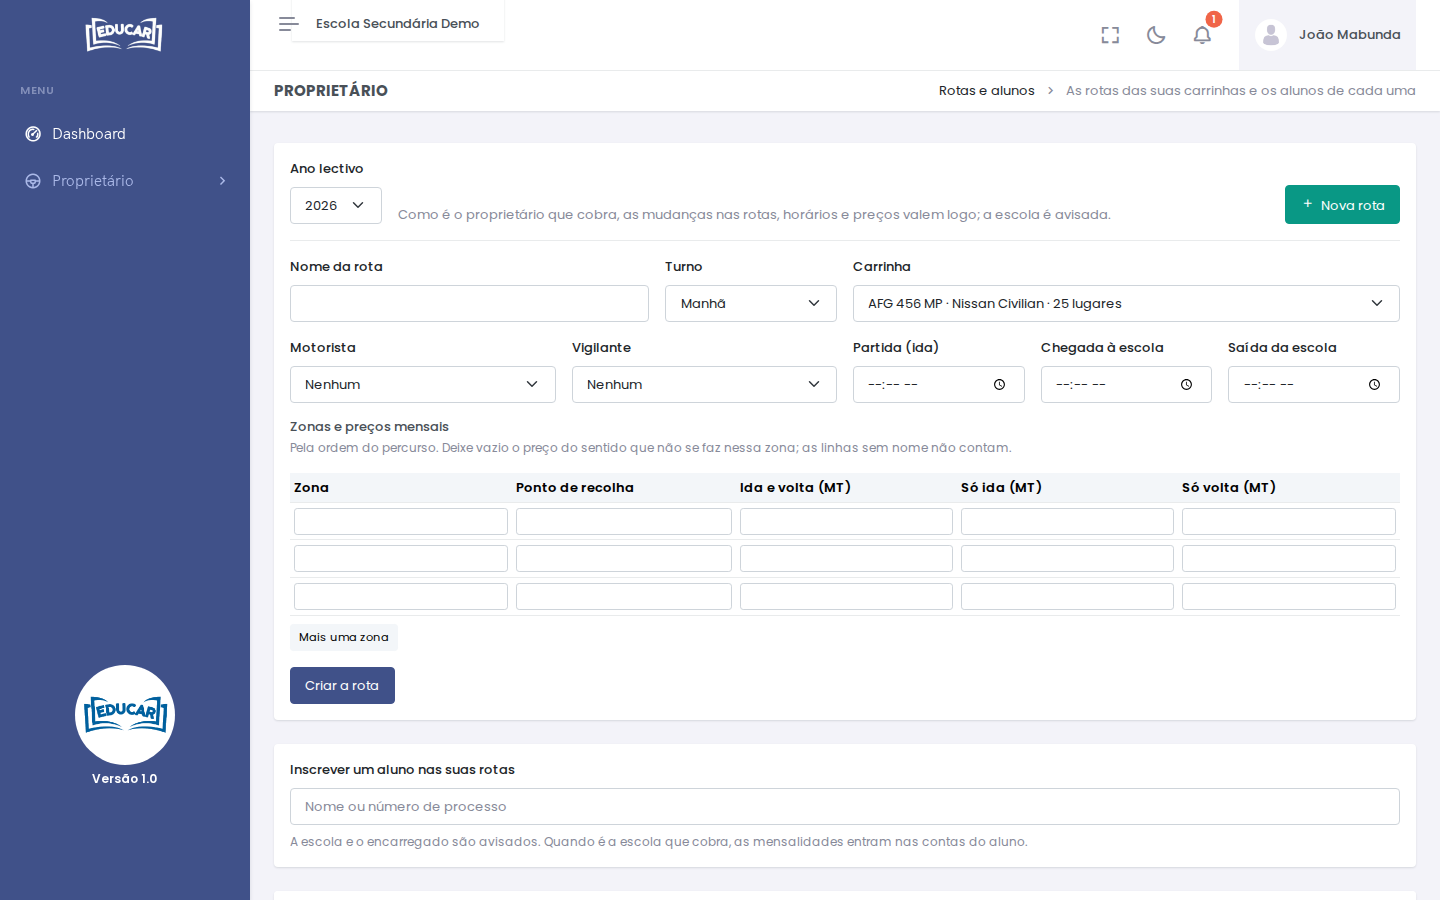 EDUCAR
Escola Secundária Demo
1
João Mabunda
MENU
Dashboard
Proprietário
PROPRIETÁRIO
Rotas e alunos
As rotas das suas carrinhas e os alunos de cada uma
Ano lectivo
2026
Como é o proprietário que cobra, as mudanças nas rotas, horários e preços valem logo; a escola é avisada.
+ Nova rota
Nome da rota
Turno
Carrinha
Manhã
AFG 456 MP · Nissan Civilian · 25 lugares
Motorista
Vigilante
Partida (ida)
Chegada à escola
Saída da escola
Nenhum
Nenhum
--:-- --
--:-- --
--:-- --
Zonas e preços mensais
Pela ordem do percurso. Deixe vazio o preço do sentido que não se faz nessa zona; as linhas sem nome não contam.
Zona
Ponto de recolha
Ida e volta (MT)
Só ida (MT)
Só volta (MT)
Mais uma zona
Criar a rota
EDUCAR
Versão 1.0
Inscrever um aluno nas suas rotas
Nome ou número de processo
A escola e o encarregado são avisados. Quando é a escola que cobra, as mensalidades entram nas contas do aluno.